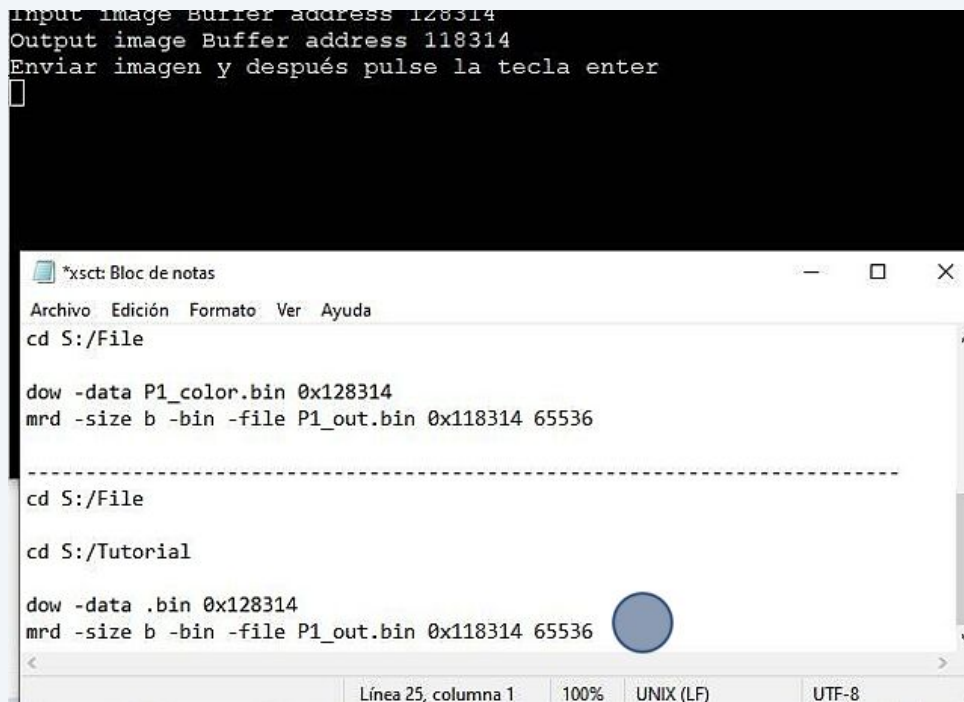 Input image Buffer address 128314
Output image Buffer address 118314
Enviar imagen y después pulse la tecla enter
*xsct: Bloc de notas
Archivo Edición Formato Ver Ayuda
cd S:/File
dow -data P1_color.bin 0x128314
mrd -size b -bin -file P1_out.bin 0x118314 65536
--------------------------------------------------------------------------
cd S:/File
cd S:/Tutorial
dow -data .bin 0x128314
mrd -size b -bin -file P1_out.bin 0x118314 65536
Línea 25, columna 1 100% UNIX (LF) UTF-8